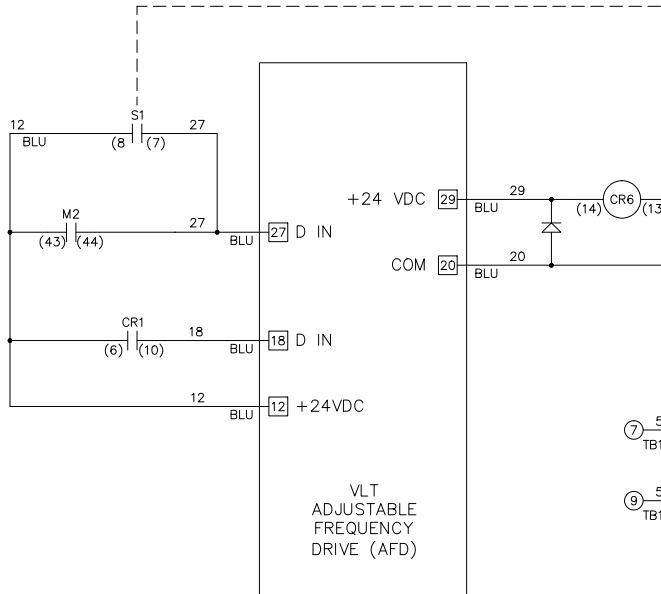 S1
12
27
BLU
(8
(7)
M2
27
+24 VDC
29
29
BLU
(14)
CR6
(13
(43)
(44)
BLU
27
D IN
COM
20
20
BLU
CR1
18
(6)
(10)
BLU
18
D IN
12
BLU
12
+24VDC
7
5
TB1
VLT
ADJUSTABLE
FREQUENCY
DRIVE (AFD)
9
5
TB1